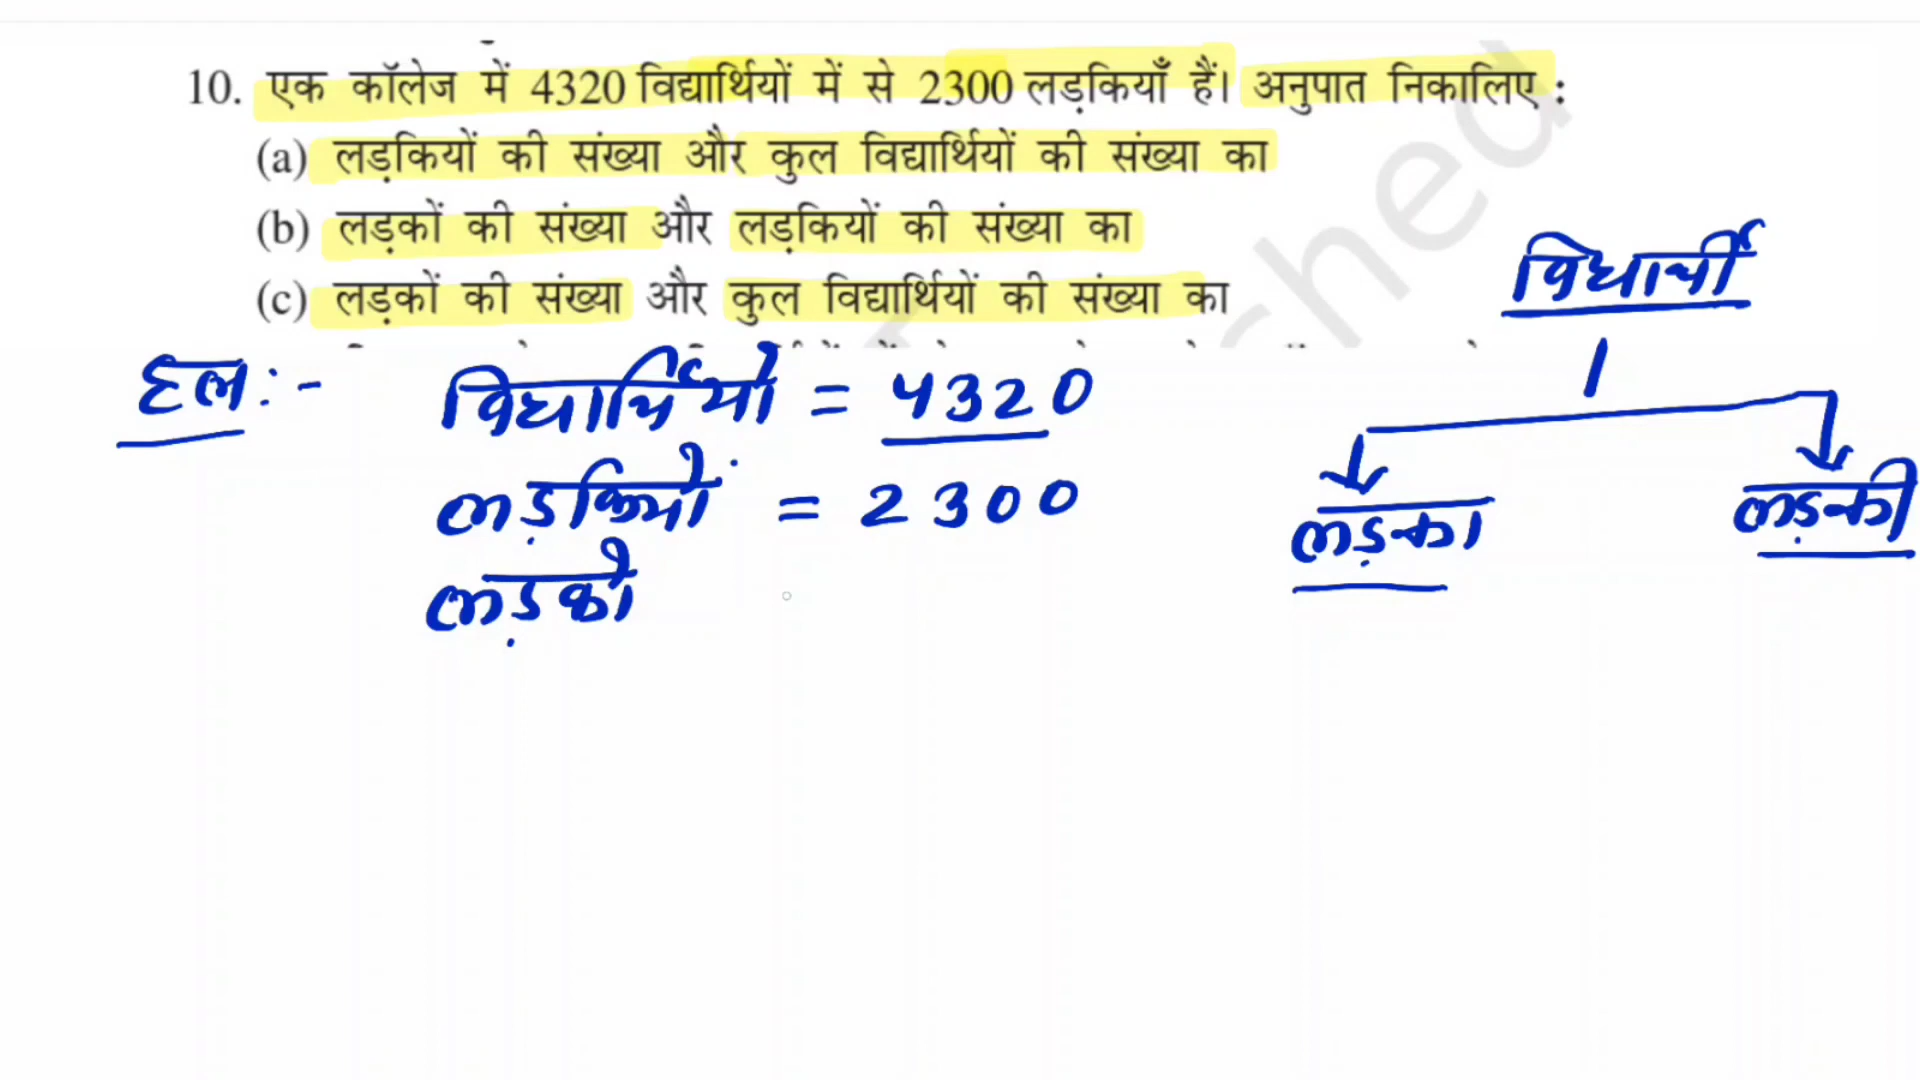 10. एक कॉलेज में 4320 विद्यार्थियों में से 2300 लड़कियाँ हैं। अनुपात निकालिए :
(a) लड़कियों की संख्या और कुल विद्यार्थियों की संख्या का
(b) लड़कों की संख्या और लड़कियों की संख्या का
(c) लड़कों की संख्या और कुल विद्यार्थियों की संख्या का
विद्यार्थी
हल :-
विद्यार्थियों = 4320
लड़कियों = 2300
लड़का
लड़की
लड़को
shed